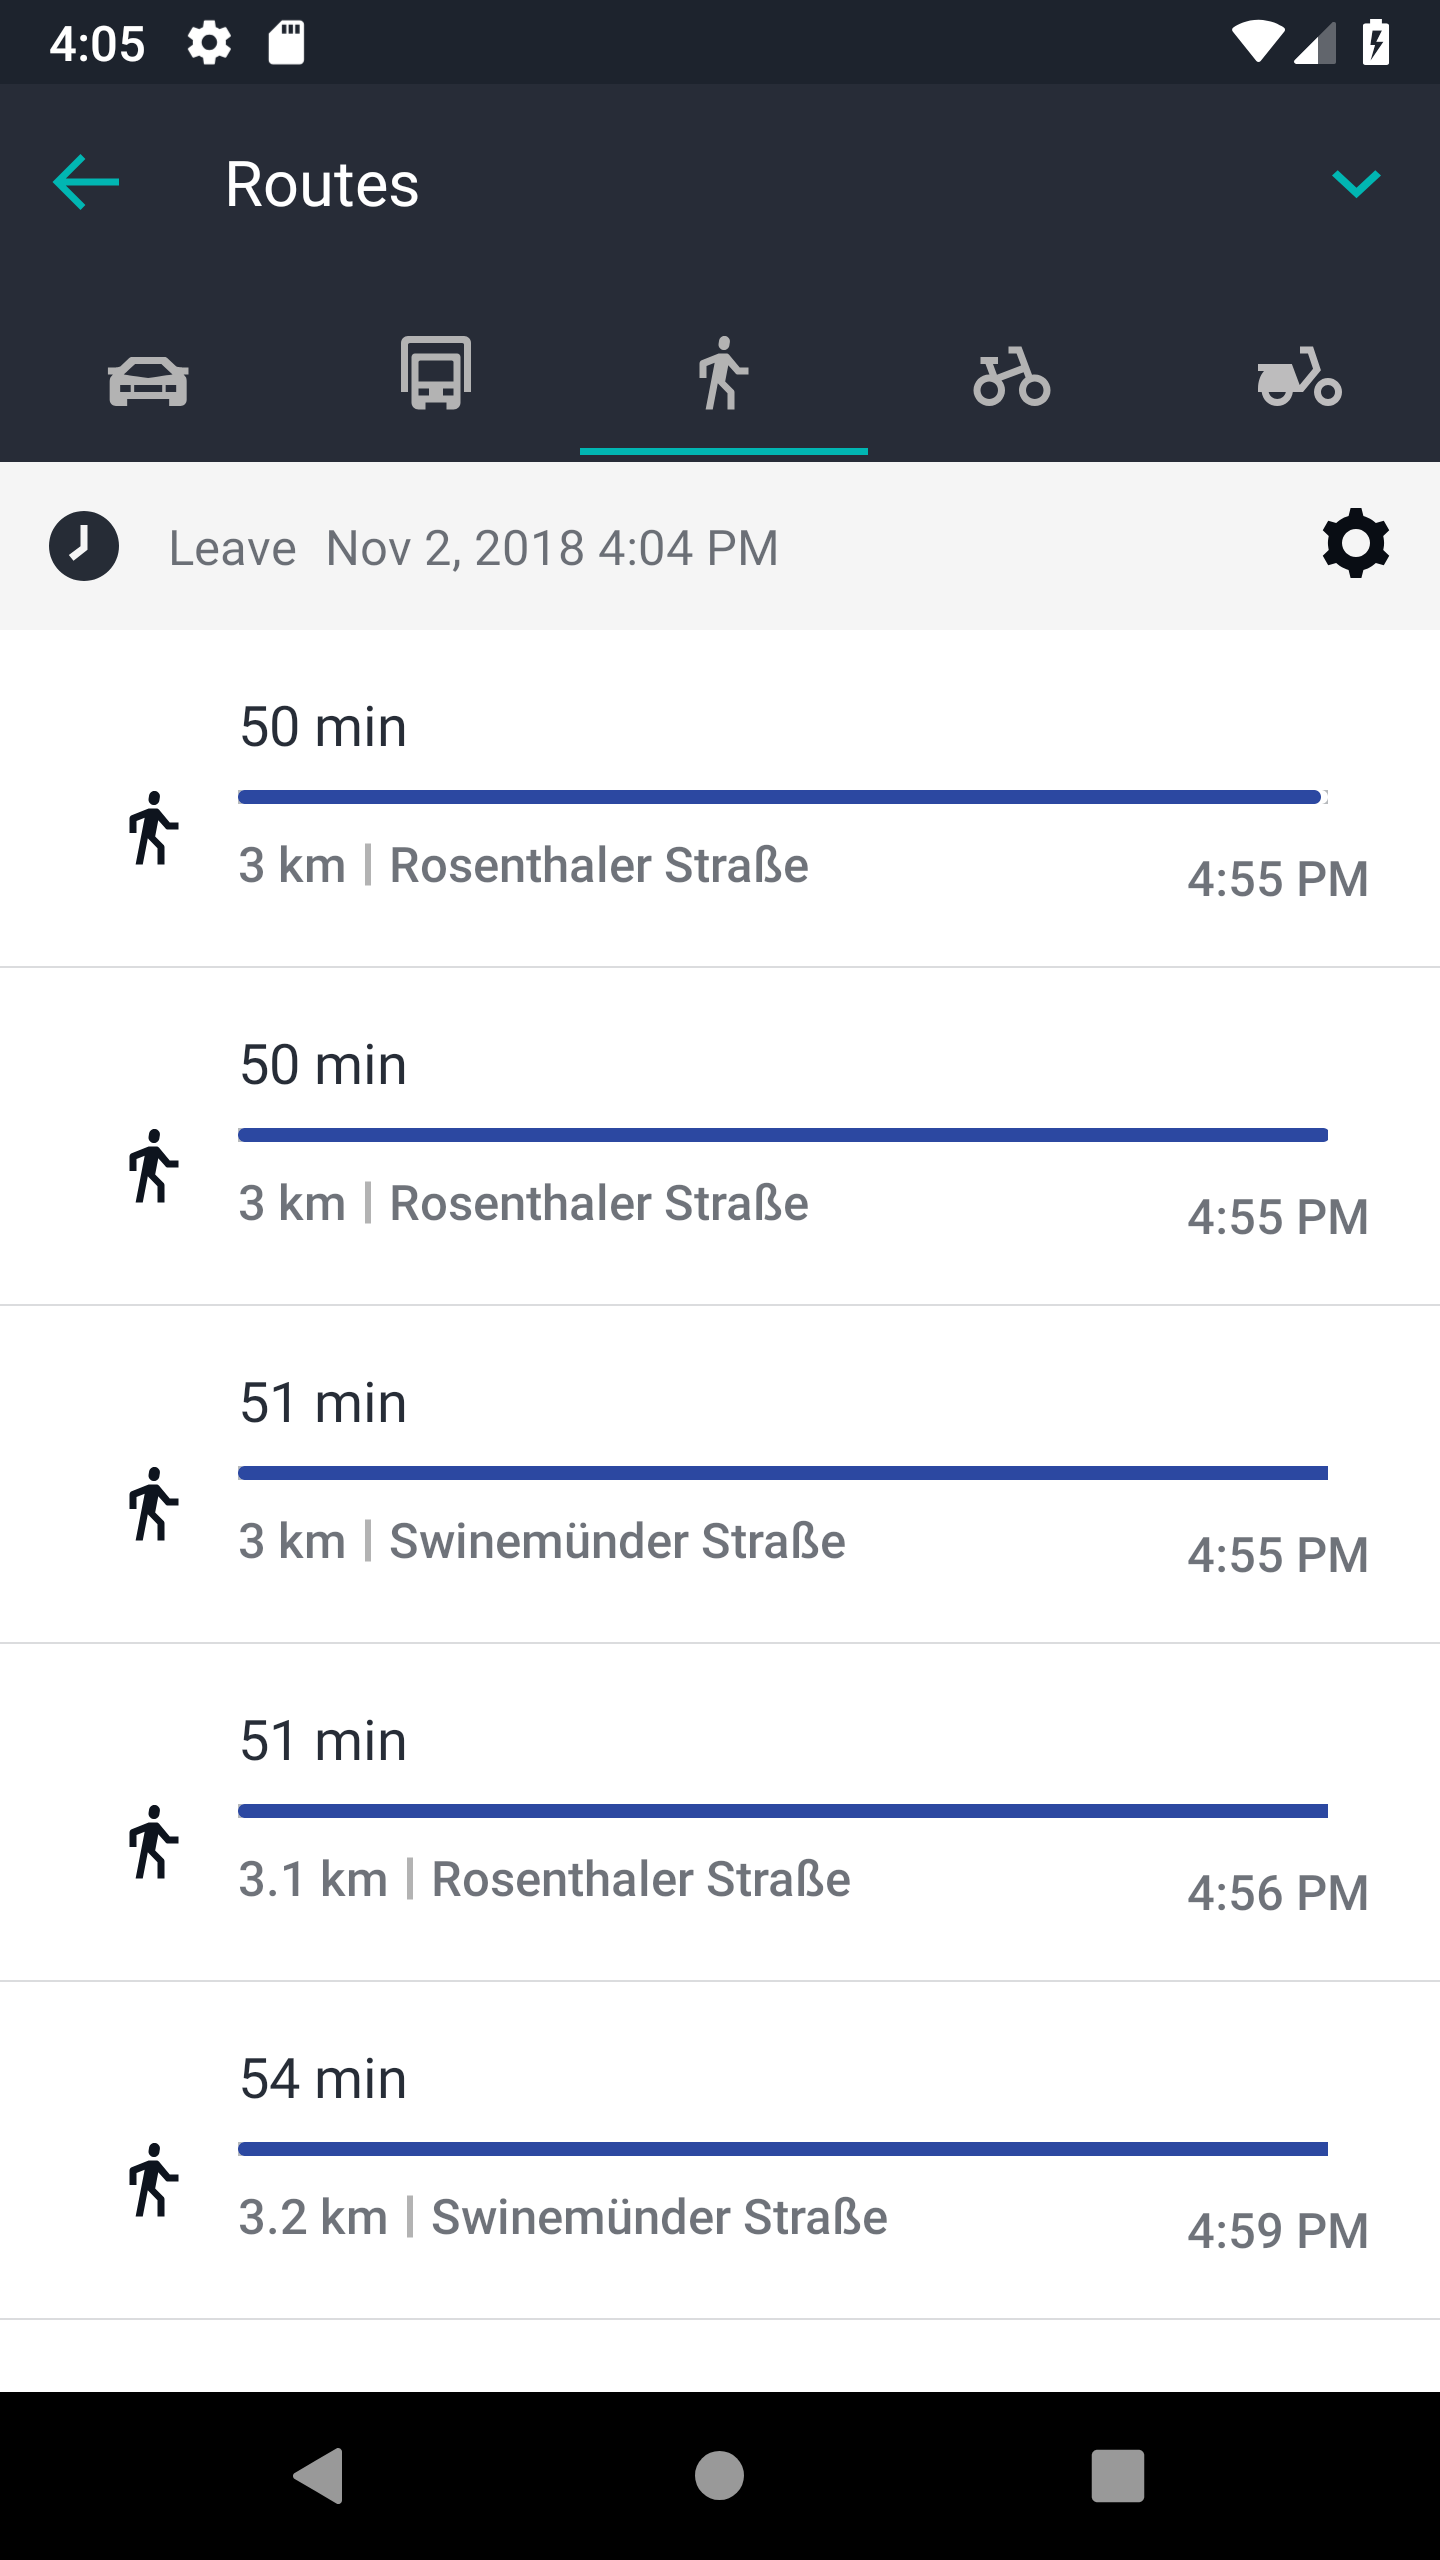 4:05
Routes
Leave Nov 2, 2018 4:04 PM
50 min
3 km | Rosenthaler Straße
4:55 PM
50 min
3 km | Rosenthaler Straße
4:55 PM
51 min
3 km | Swinemünder Straße
4:55 PM
51 min
3.1 km | Rosenthaler Straße
4:56 PM
54 min
3.2 km | Swinemünder Straße
4:59 PM